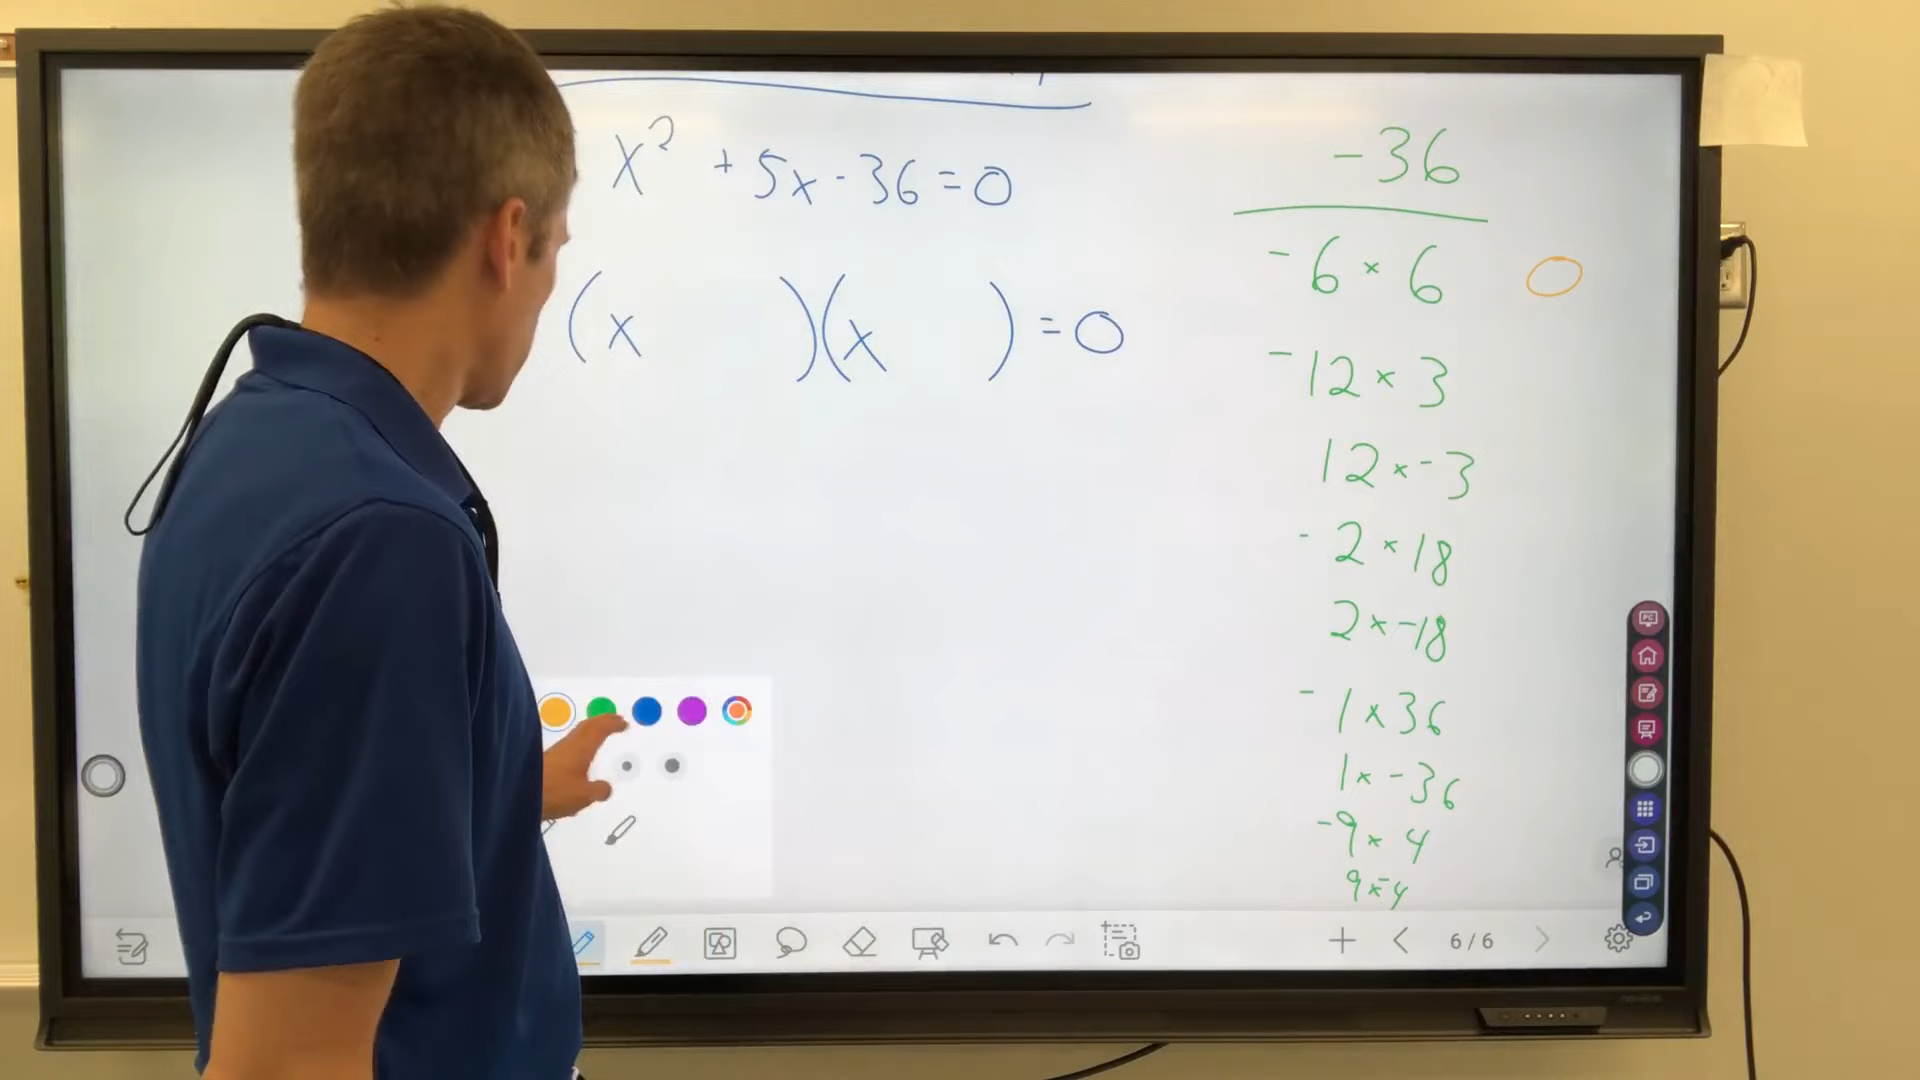 x² + 5x - 36 = 0
(x )(x ) = 0
-36
-6 × 6 0
-12 × 3
12 × -3
-2 × 18
2 × -18
-1 × 36
1 × -36
-9 × 4
9 × -4
PC
6 / 6